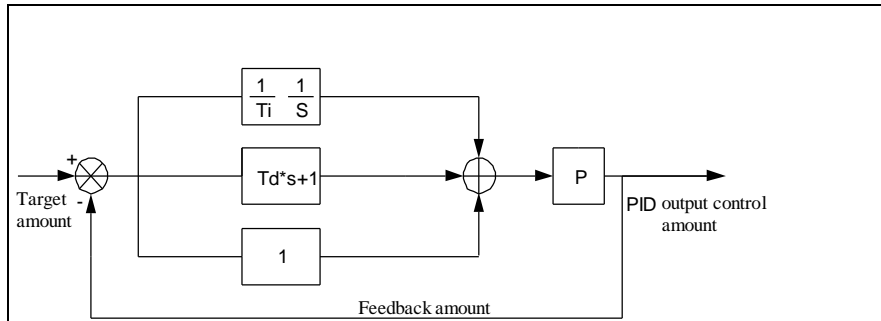 1 1
Ti S
+
Td*s+1
P
Target
amount
-
PID output control
amount
1
Feedback amount